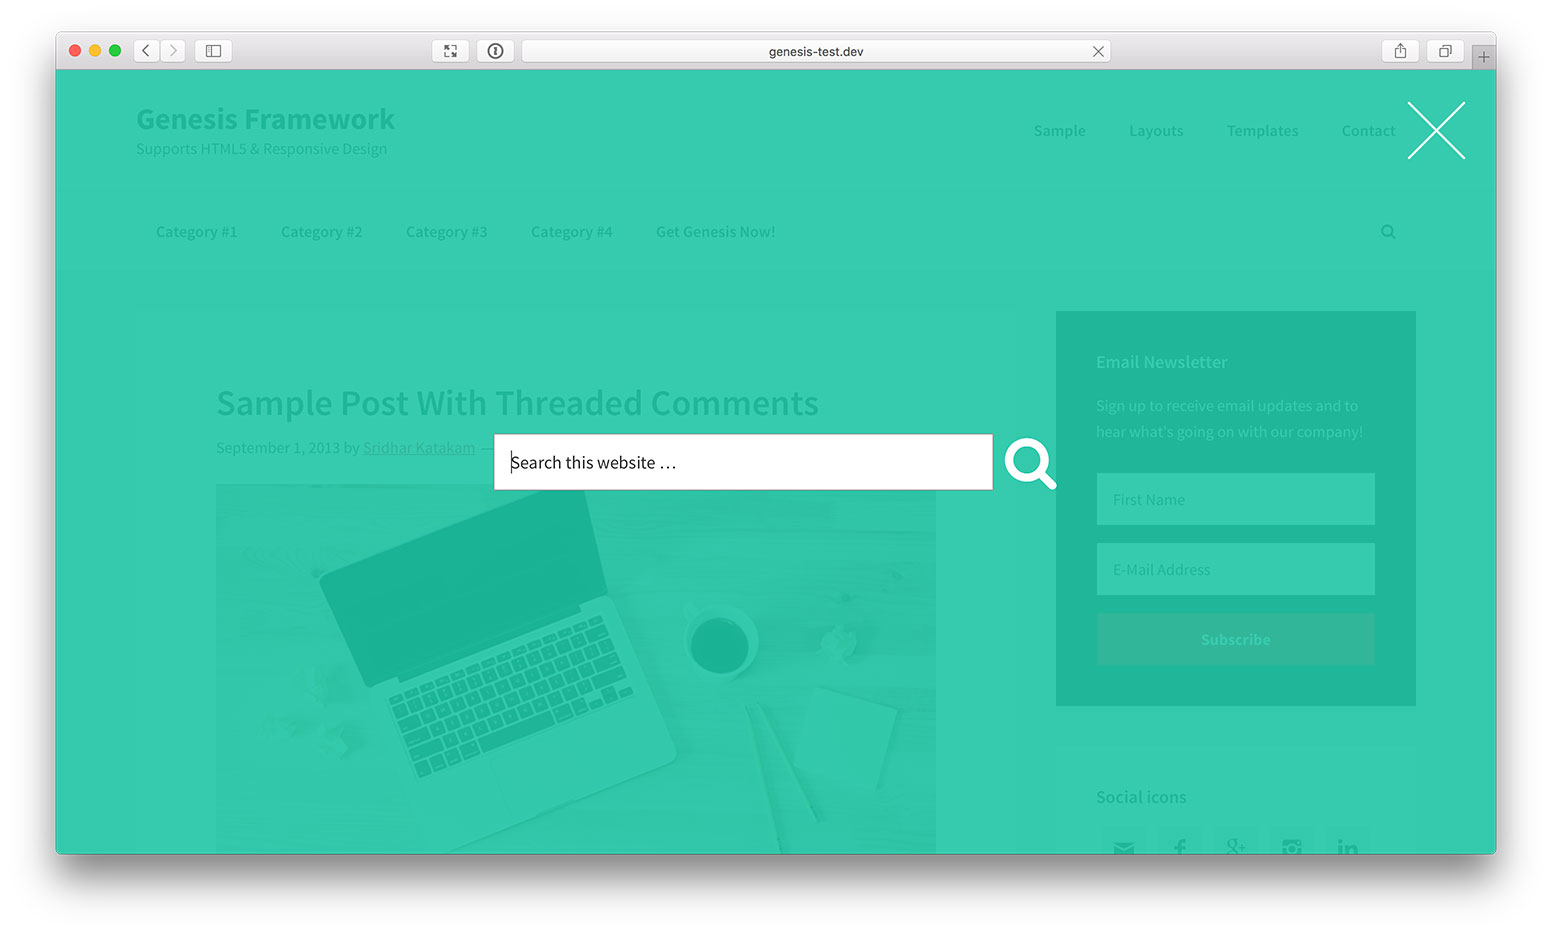 genesis-test.dev
Genesis Framework
Supports HTML5 & Responsive Design
Sample Layouts Templates Contact
Category #1 Category #2 Category #3 Category #4 Get Genesis Now!
Sample Post With Threaded Comments
September 1, 2013 by Sridhar Katakam —
Search this website …
Email Newsletter
Sign up to receive email updates and to
hear what's going on with our company!
First Name
E-Mail Address
Subscribe
Social icons